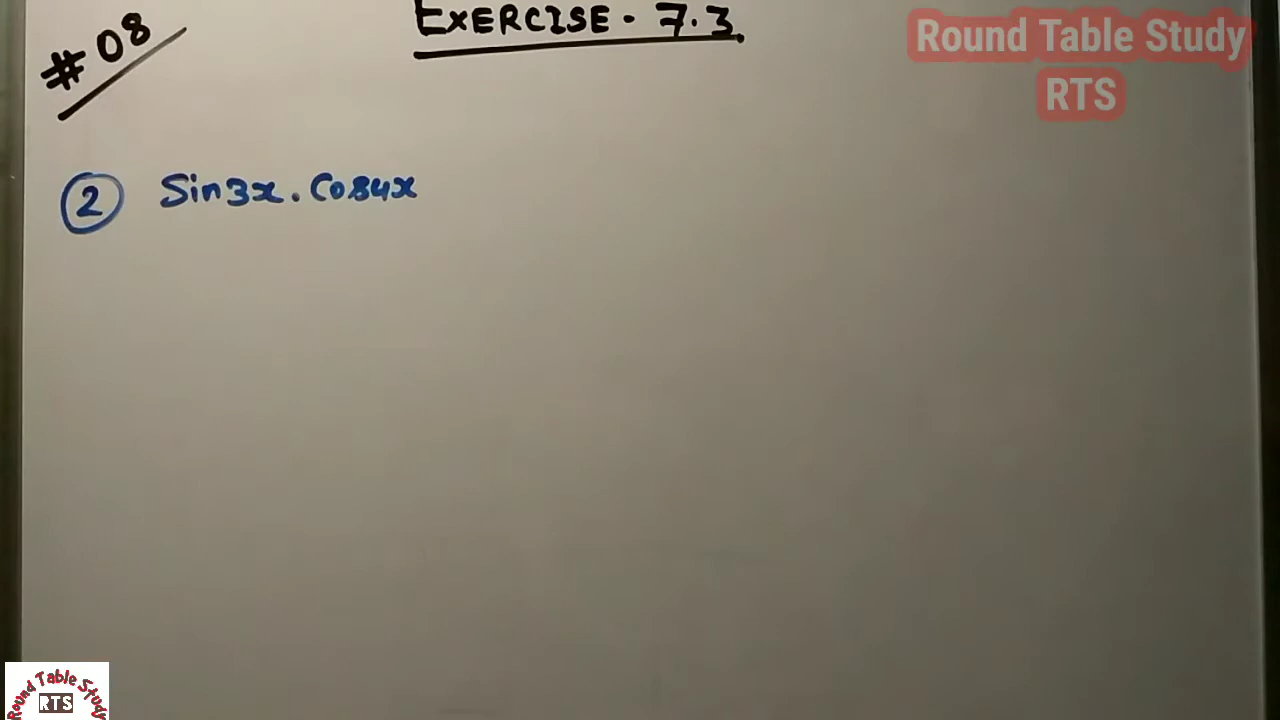 # 08
EXERCISE - 7.3
Round Table Study
RTS
2 Sin3x . Cos4x
Round Table Study
RTS